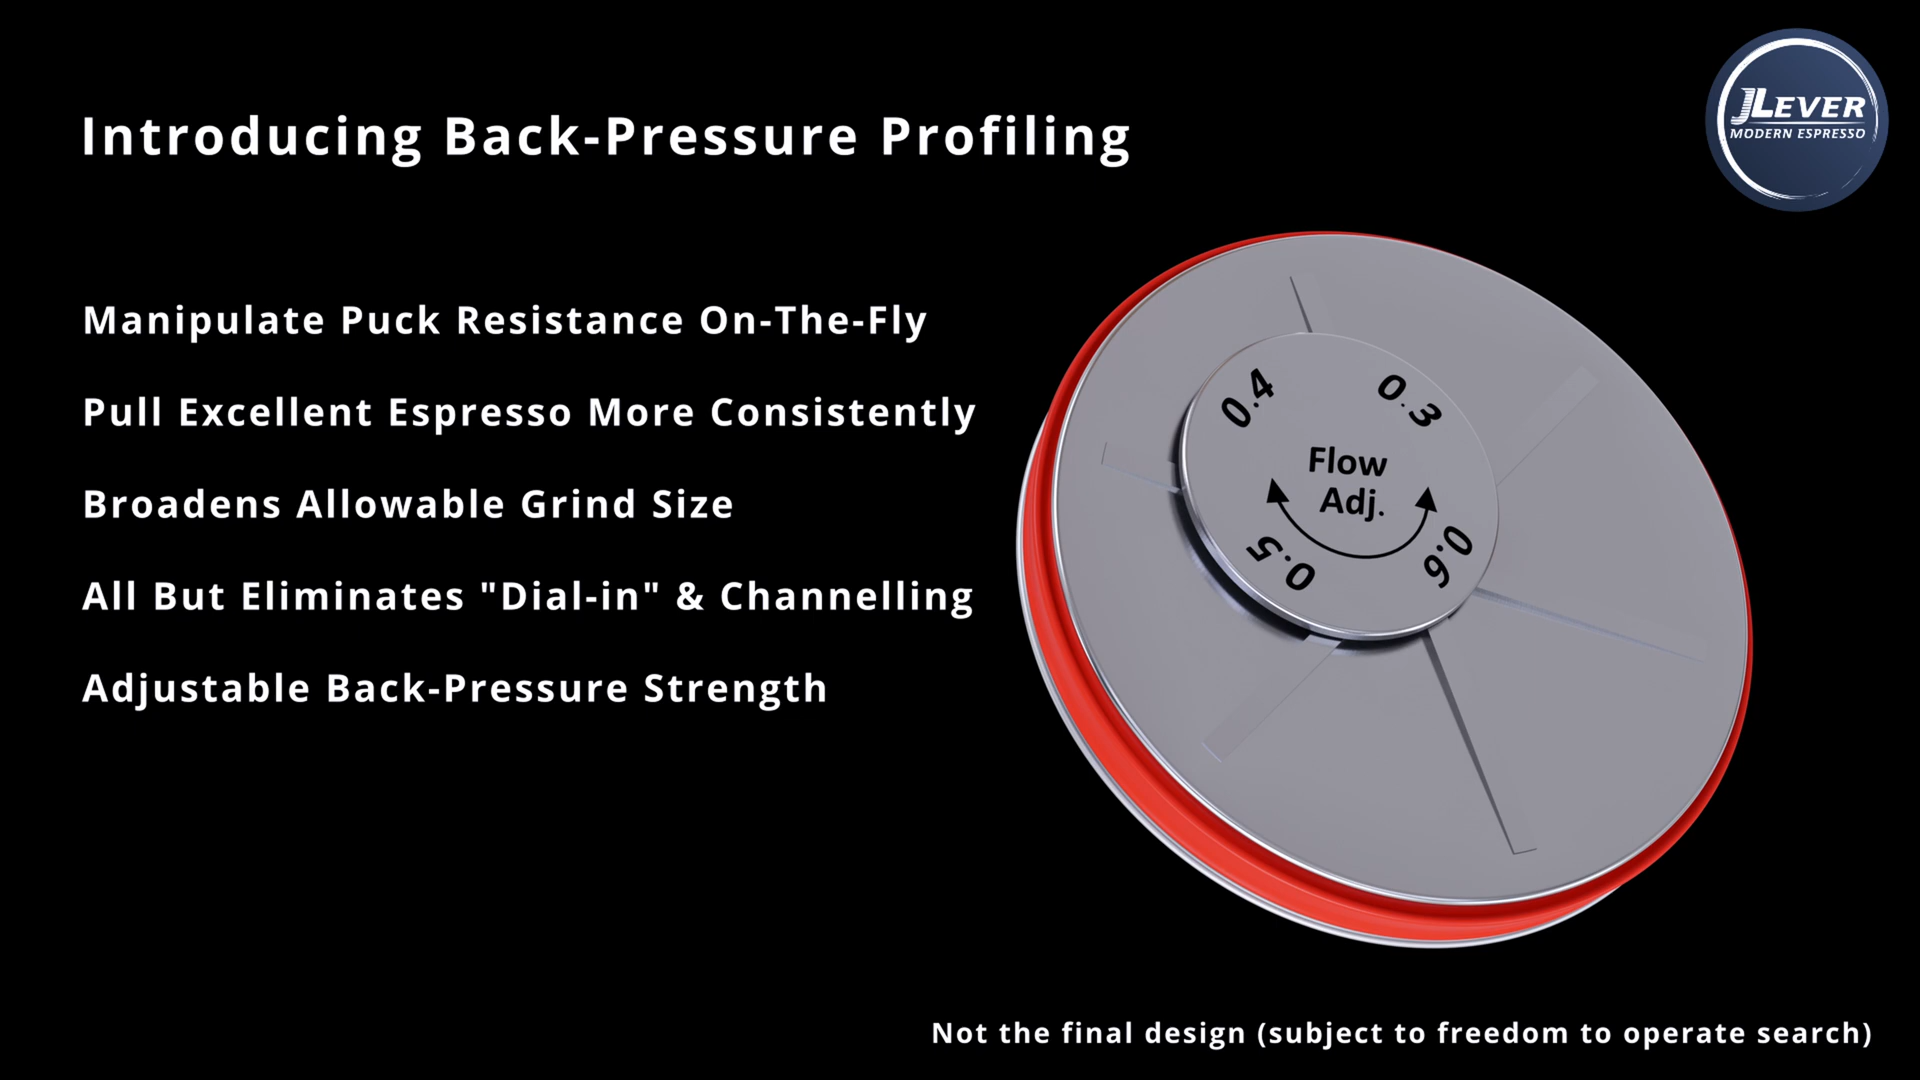 JLEVER
MODERN ESPRESSO
Introducing Back-Pressure Profiling
Manipulate Puck Resistance On-The-Fly
Pull Excellent Espresso More Consistently
Broadens Allowable Grind Size
All But Eliminates "Dial-in" & Channelling
Adjustable Back-Pressure Strength
0.4
0.3
Flow
Adj.
0.5
0.6
Not the final design (subject to freedom to operate search)